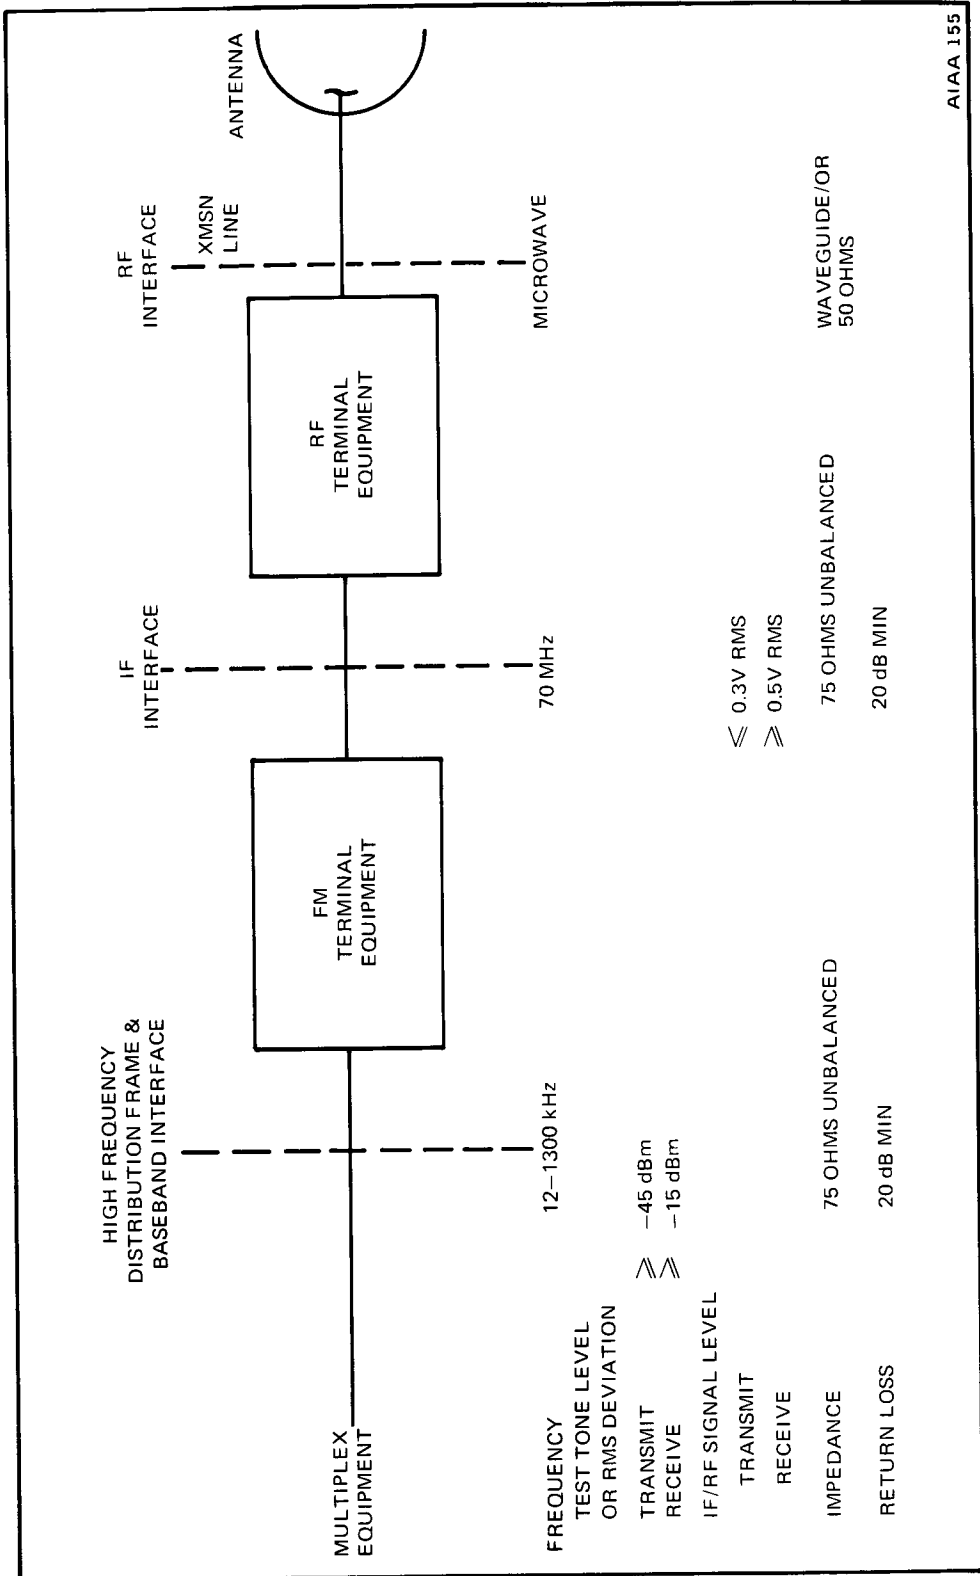 HIGH FREQUENCY
DISTRIBUTION FRAME &
BASEBAND INTERFACE
IF
INTERFACE
RF
INTERFACE
XMSN
LINE
ANTENNA
MULTIPLEX
EQUIPMENT
FM
TERMINAL
EQUIPMENT
RF
TERMINAL
EQUIPMENT
FREQUENCY 12–1300 kHz 70 MHz MICROWAVE
TEST TONE LEVEL
OR RMS DEVIATION
TRANSMIT ⩾ –45 dBm
RECEIVE ⩾ –15 dBm
IF/RF SIGNAL LEVEL
TRANSMIT ⩽ 0.3V RMS
RECEIVE ⩾ 0.5V RMS
IMPEDANCE 75 OHMS UNBALANCED 75 OHMS UNBALANCED WAVEGUIDE/OR
50 OHMS
RETURN LOSS 20 dB MIN 20 dB MIN
AIAA 155